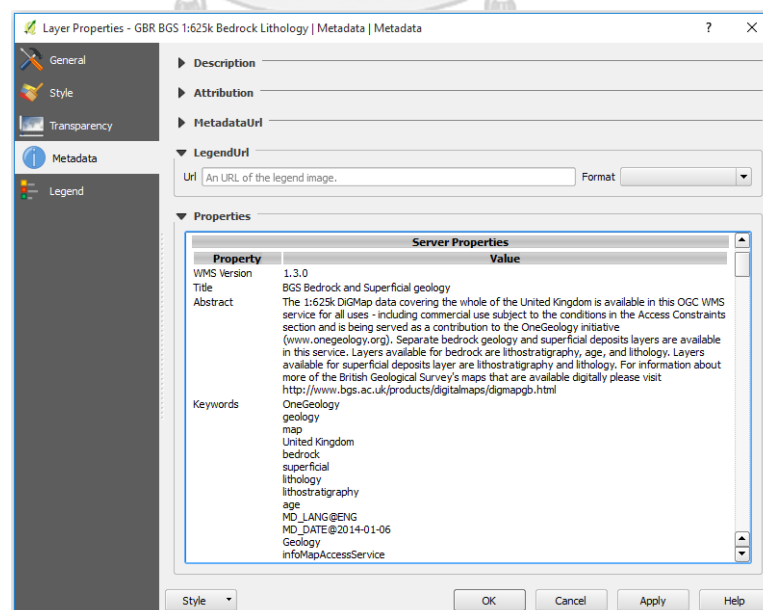 Layer Properties - GBR BGS 1:625k Bedrock Lithology | Metadata | Metadata
General
Style
Transparency
Metadata
Legend
Description
Attribution
MetadataUrl
LegendUrl
Url An URL of the legend image. Format
Properties
Server Properties
Property Value
WMS Version 1.3.0
Title BGS Bedrock and Superficial geology
Abstract The 1:625k DiGMap data covering the whole of the United Kingdom is available in this OGC WMS
service for all uses - including commercial use subject to the conditions in the Access Constraints
section and is being served as a contribution to the OneGeology initiative
(www.onegeology.org). Separate bedrock geology and superficial deposits layers are available
in this service. Layers available for bedrock are lithostratigraphy, age, and lithology. Layers
available for superficial deposits layer are lithostratigraphy and lithology. For information about
more of the British Geological Survey's maps that are available digitally please visit
http://www.bgs.ac.uk/products/digitalmaps/digmapgb.html
Keywords OneGeology
geology
map
United Kingdom
bedrock
superficial
lithology
lithostratigraphy
age
MD_LANG@ENG
MD_DATE@2014-01-06
Geology
infoMapAccessService
Style OK Cancel Apply Help